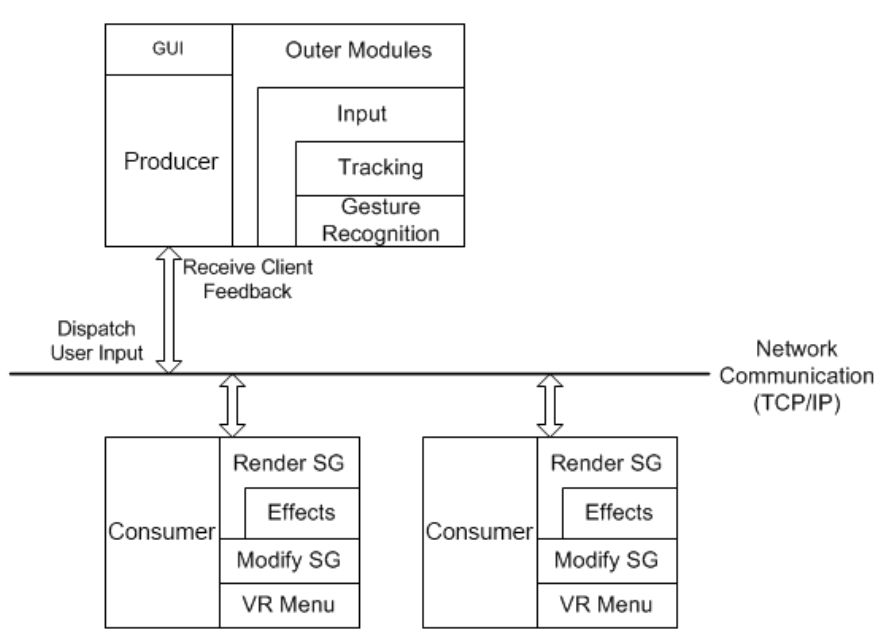 GUI
Outer Modules
Input
Producer
Tracking
Gesture
Recognition
Receive Client
Feedback
Dispatch
User Input
Network
Communication
(TCP/IP)
Consumer
Render SG
Effects
Modify SG
VR Menu
Consumer
Render SG
Effects
Modify SG
VR Menu